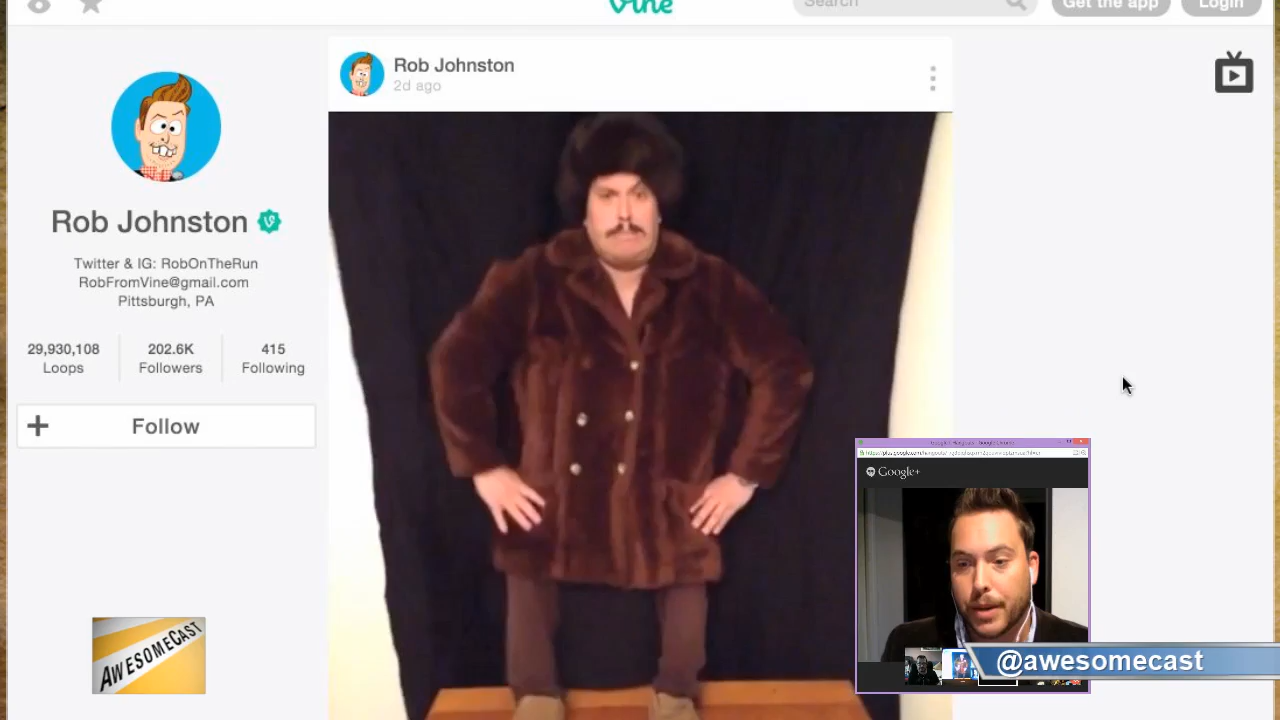 Vine
Search
Get the app
Login
Rob Johnston
2d ago
Rob Johnston
Twitter & IG: RobOnTheRun
RobFromVine@gmail.com
Pittsburgh, PA
29,930,108
Loops
202.6K
Followers
415
Following
+ Follow
Google+
AWESOMECAST
@awesomecast